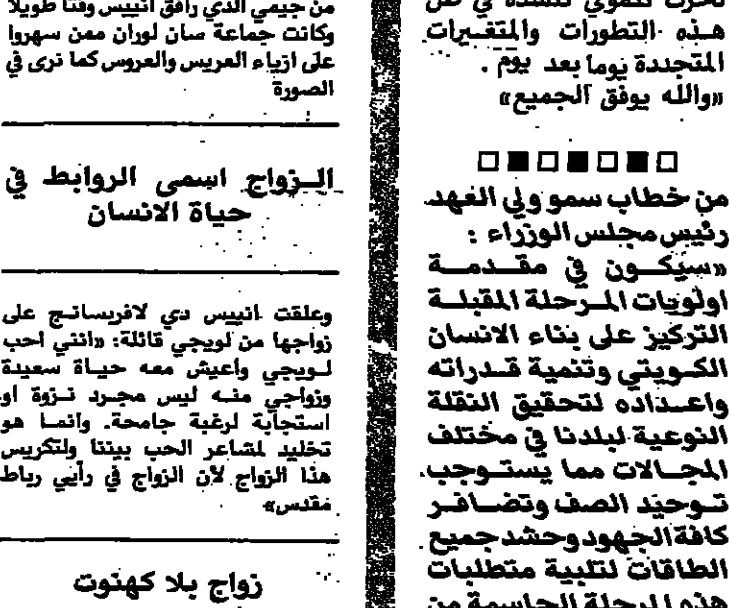 هذه التطورات والمتغيرات
المتجددة يوما بعد يوم .
«والله يوفق الجميع»
من خطاب سمو ولي العهد
رئيس مجلس الوزراء :
«سيكون في مقدمة
اولويات المرحلة المقبلة
التركيز على بناء الانسان
الكويتي وتنمية قدراته
واعداده لتحقيق النقلة
النوعية لبلدنا في مختلف
المجالات مما يستوجب
توحيد الصف وتضافر
كافة الجهود وحشد جميع
الطاقات لتلبية متطلبات
هذه المرحلة الحاسمة من
من جيمي الذي رافق انييس وقتا طويلا
وكانت جماعة سان لوران ممن سهروا
على ازياء العريس والعروس كما نرى في
الصورة
الزواج اسمى الروابط في
حياة الانسان
وعلقت انييس دي لافريسانج على
زواجها من لويجي قائلة: «انني احب
لويجي واعيش معه حياة سعيدة
وزواجي منه ليس مجرد نزوة او
استجابة لرغبة جامحة. وانما هو
تخليد لمشاعر الحب بيننا ولتكريس
هذا الزواج لأن الزواج في رأيي رباط
مقدس»
زواج بلا كهنوت